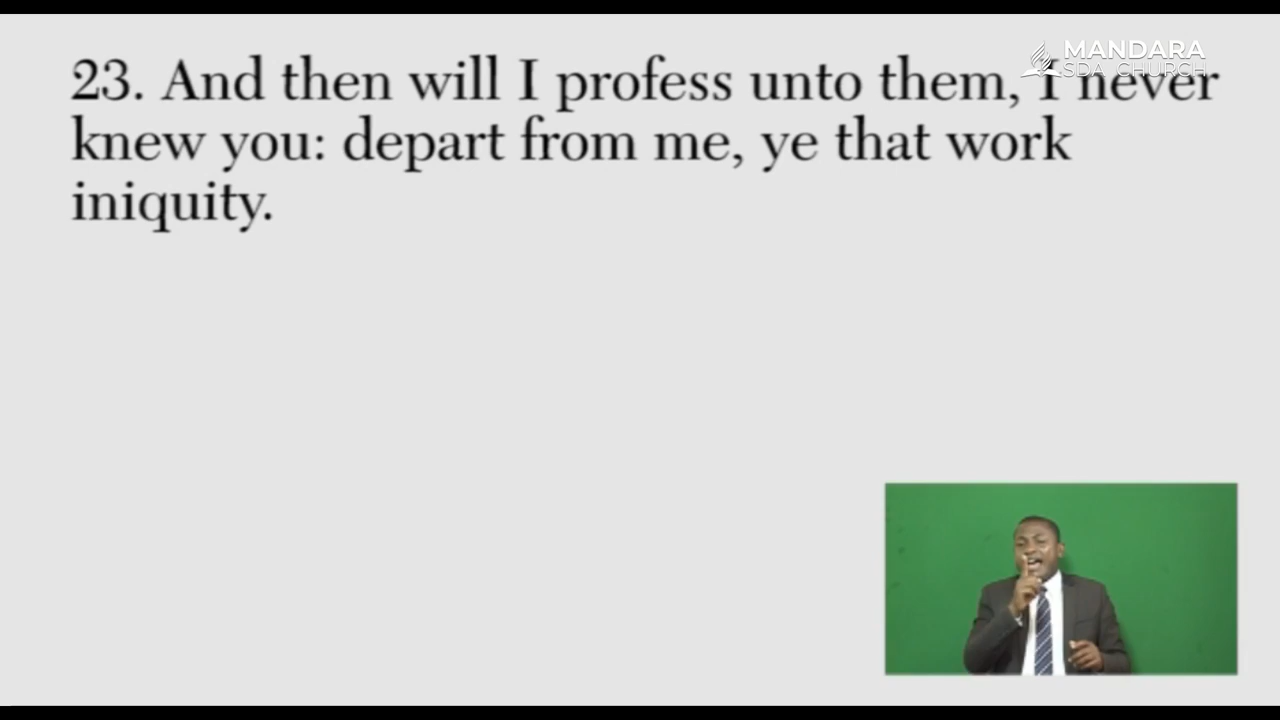 MANDARA
SDA CHURCH
23. And then will I profess unto them, I never
knew you: depart from me, ye that work
iniquity.